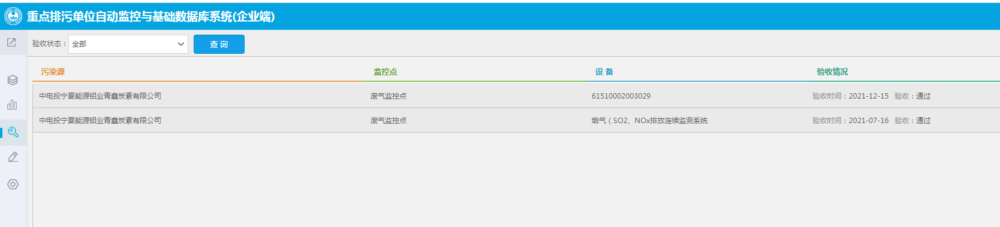 重点排污单位自动监控与基础数据库系统(企业端)
验收状态：全部 查 询
污染源 监控点 设 备 验收情况
中电投宁夏能源铝业青鑫炭素有限公司 废气监控点 61510002003029 验收时间：2021-12-15 验收：通过
中电投宁夏能源铝业青鑫炭素有限公司 废气监控点 烟气（SO2、NOx排放连续监测系统 验收时间：2021-07-16 验收：通过